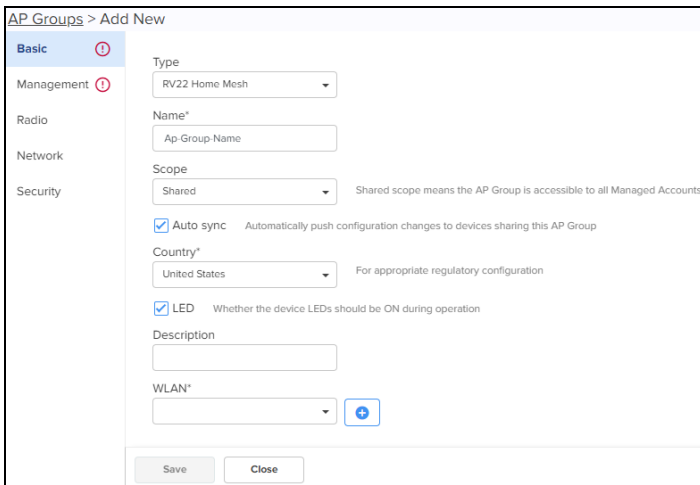 AP Groups > Add New
Basic
Management
Radio
Network
Security
Type
RV22 Home Mesh
Name*
Ap-Group-Name
Scope
Shared
Shared scope means the AP Group is accessible to all Managed Accounts
Auto sync Automatically push configuration changes to devices sharing this AP Group
Country*
United States
For appropriate regulatory configuration
LED Whether the device LEDs should be ON during operation
Description
WLAN*
Save Close